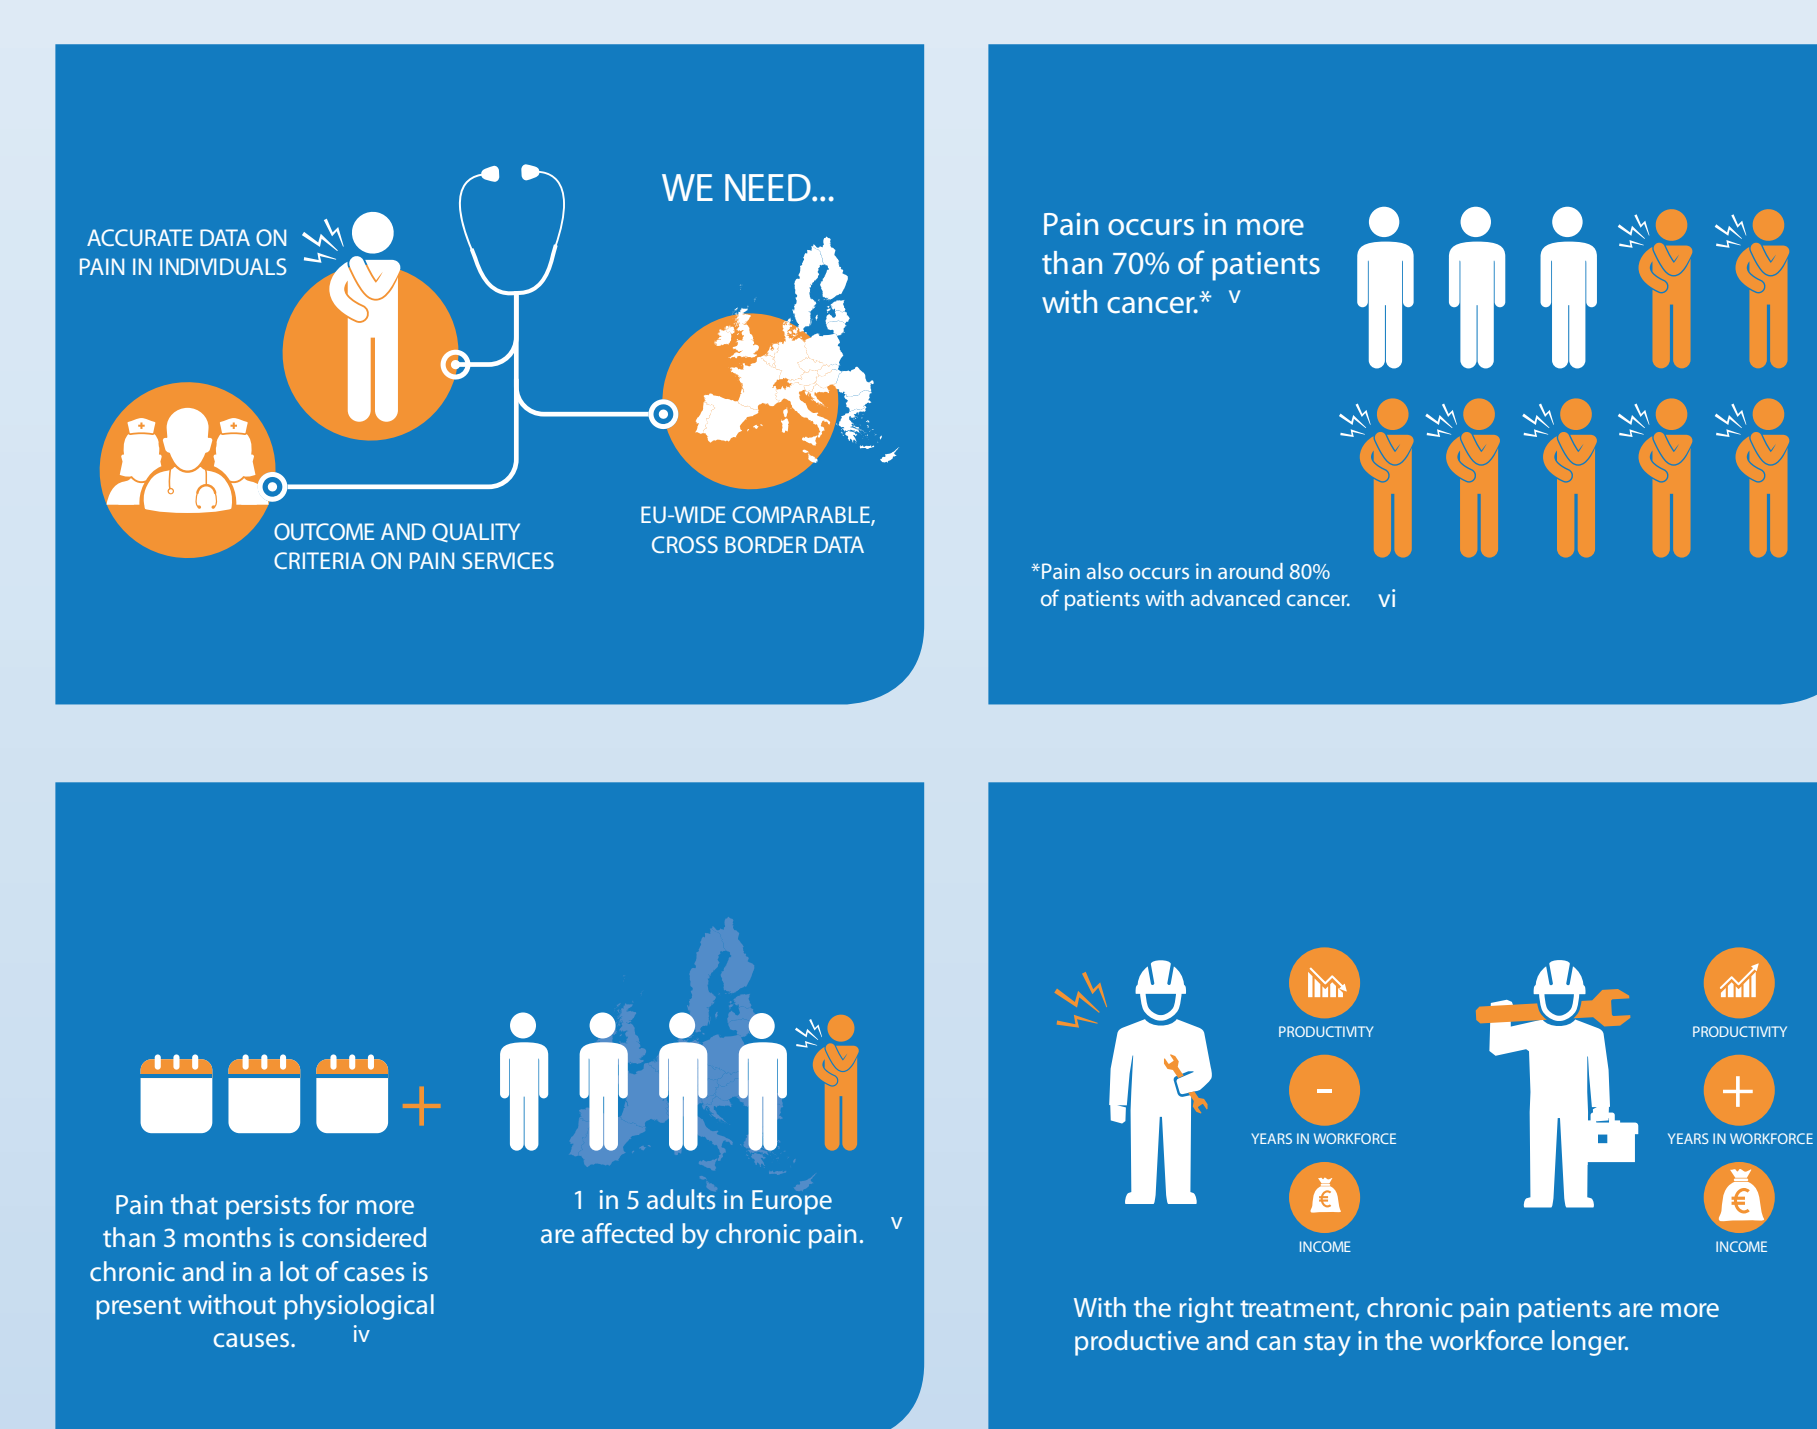 WE NEED...
ACCURATE DATA ON
PAIN IN INDIVIDUALS
OUTCOME AND QUALITY
CRITERIA ON PAIN SERVICES
EU-WIDE COMPARABLE,
CROSS BORDER DATA
Pain occurs in more
than 70% of patients
with cancer.* v
*Pain also occurs in around 80%
of patients with advanced cancer. vi
Pain that persists for more
than 3 months is considered
chronic and in a lot of cases is
present without physiological
causes. iv
1 in 5 adults in Europe
are affected by chronic pain. v
PRODUCTIVITY
-
YEARS IN WORKFORCE
€
INCOME
PRODUCTIVITY
+
YEARS IN WORKFORCE
€
INCOME
With the right treatment, chronic pain patients are more
productive and can stay in the workforce longer.